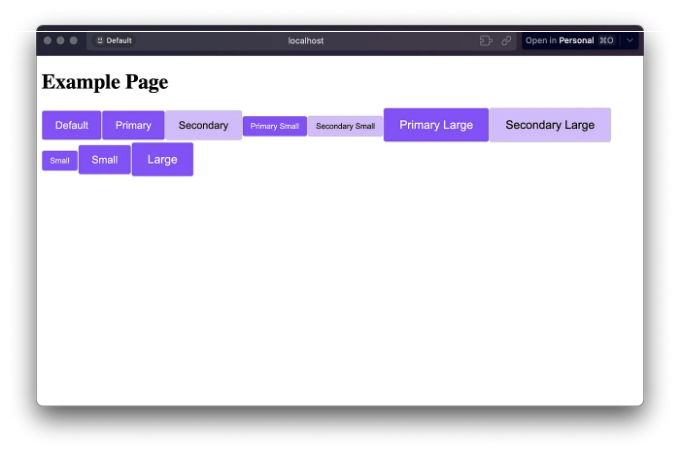 Default localhost Open in Personal ⌘O
Example Page
Default Primary Secondary Primary Small Secondary Small Primary Large Secondary Large
Small Small Large